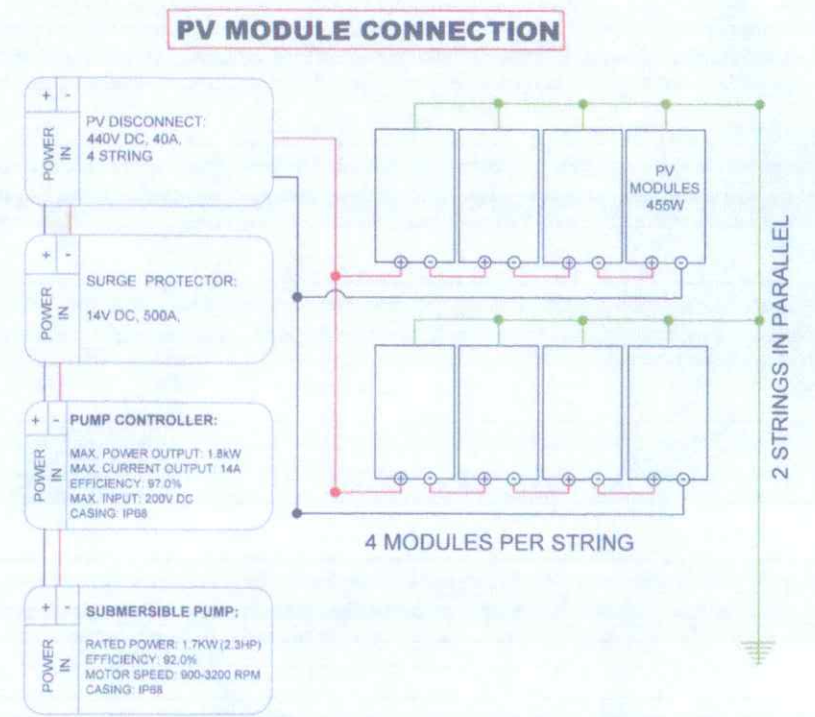 PV MODULE CONNECTION
+ -
POWER
IN
PV DISCONNECT:
440V DC, 40A,
4 STRING
+ -
POWER
IN
SURGE PROTECTOR:
14V DC, 500A,
+ -
POWER
IN
PUMP CONTROLLER:
MAX. POWER OUTPUT: 1.8kW
MAX. CURRENT OUTPUT: 14A
EFFICIENCY: 97.0%
MAX. INPUT: 200V DC
CASING: IP68
+ -
POWER
IN
SUBMERSIBLE PUMP:
RATED POWER: 1.7KW (2.3HP)
EFFICIENCY: 92.0%
MOTOR SPEED: 900-3200 RPM
CASING: IP68
PV
MODULES
455W
+ - + - + - + -
+ - + - + - + -
4 MODULES PER STRING
2 STRINGS IN PARALLEL